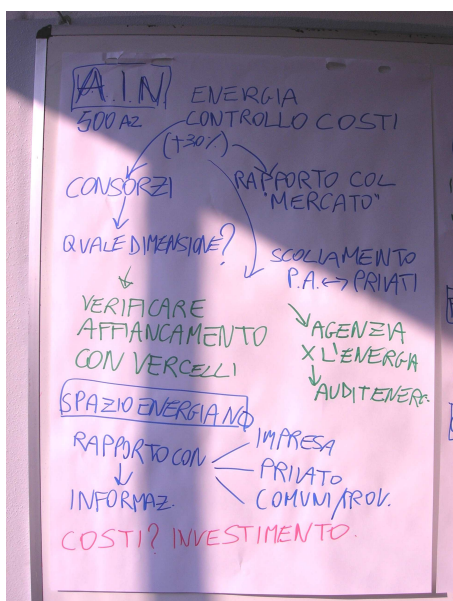 A.I.N
ENERGIA
500 AZ
CONTROLLO COSTI
(+30%)
CONSORZI
RAPPORTO COL
"MERCATO"
QUALE DIMENSIONE?
SCOLLAMENTO
P.A. ↔ PRIVATI
VERIFICARE
AFFIANCAMENTO
CON VERCELLI
AGENZIA
X L'ENERGIA
AUDIT ENERG.
SPAZIO ENERGIA NO
RAPPORTO CON
IMPRESA
PRIVATO
COMUNI/PROV.
INFORMAZ.
COSTI? INVESTIMENTO.